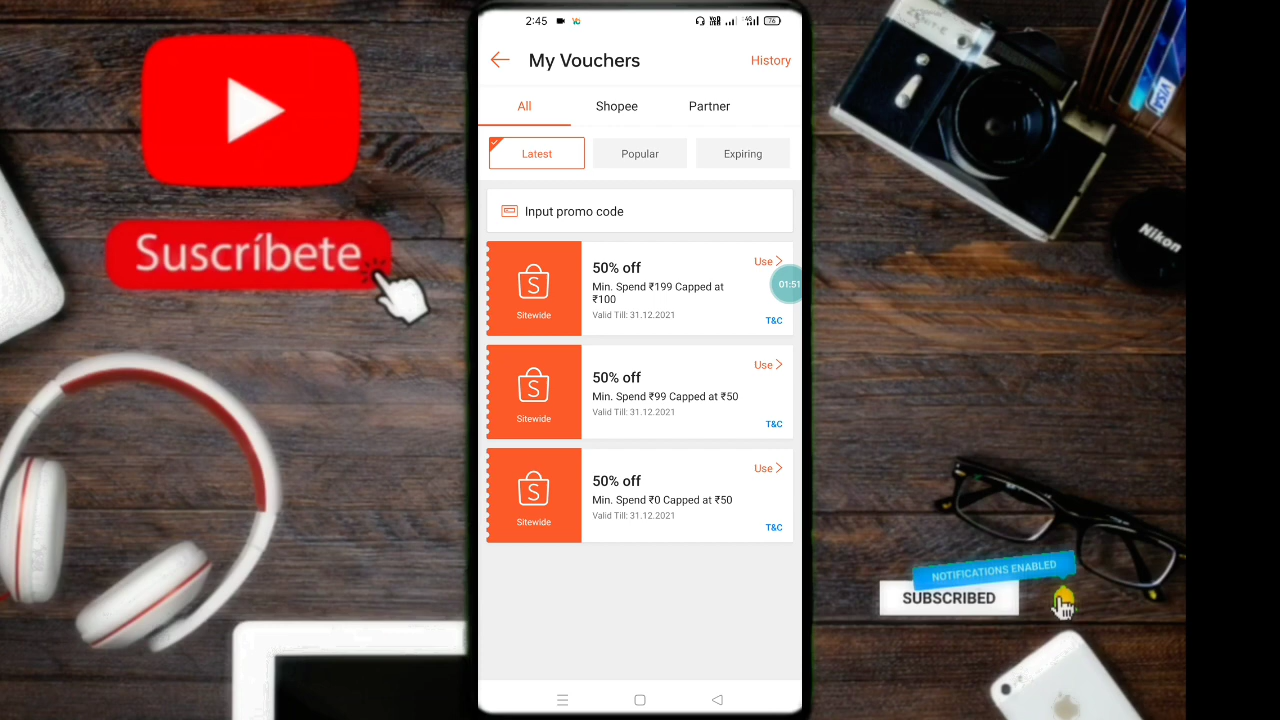 2:45
76
My Vouchers
History
All
Shopee
Partner
Latest
Popular
Expiring
Input promo code
50% off
Use
Min. Spend ₹199 Capped at
₹100
Valid Till: 31.12.2021
T&C
Sitewide
01:51
50% off
Use
Min. Spend ₹99 Capped at ₹50
Valid Till: 31.12.2021
T&C
Sitewide
50% off
Use
Min. Spend ₹0 Capped at ₹50
Valid Till: 31.12.2021
T&C
Sitewide
Suscríbete
ZENIT-E
VISA
Nikon
NOTIFICATIONS ENABLED
SUBSCRIBED